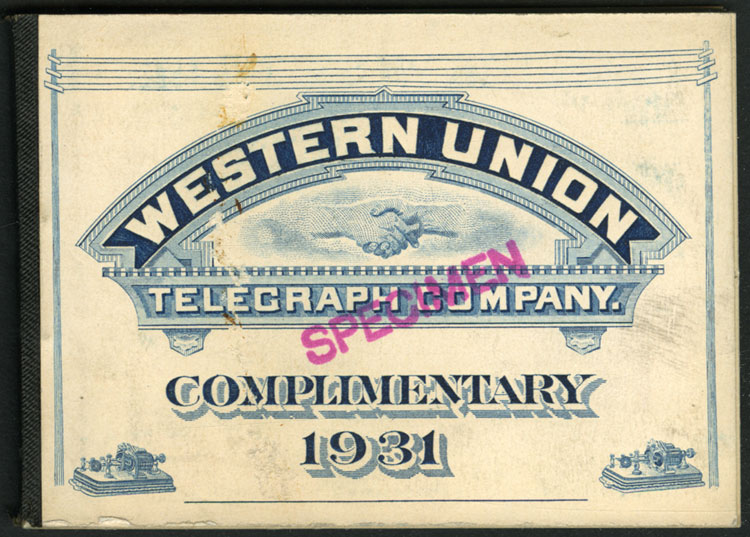 WESTERN UNION
TELEGRAPH COMPANY.
SPECIMEN
COMPLIMENTARY
1931